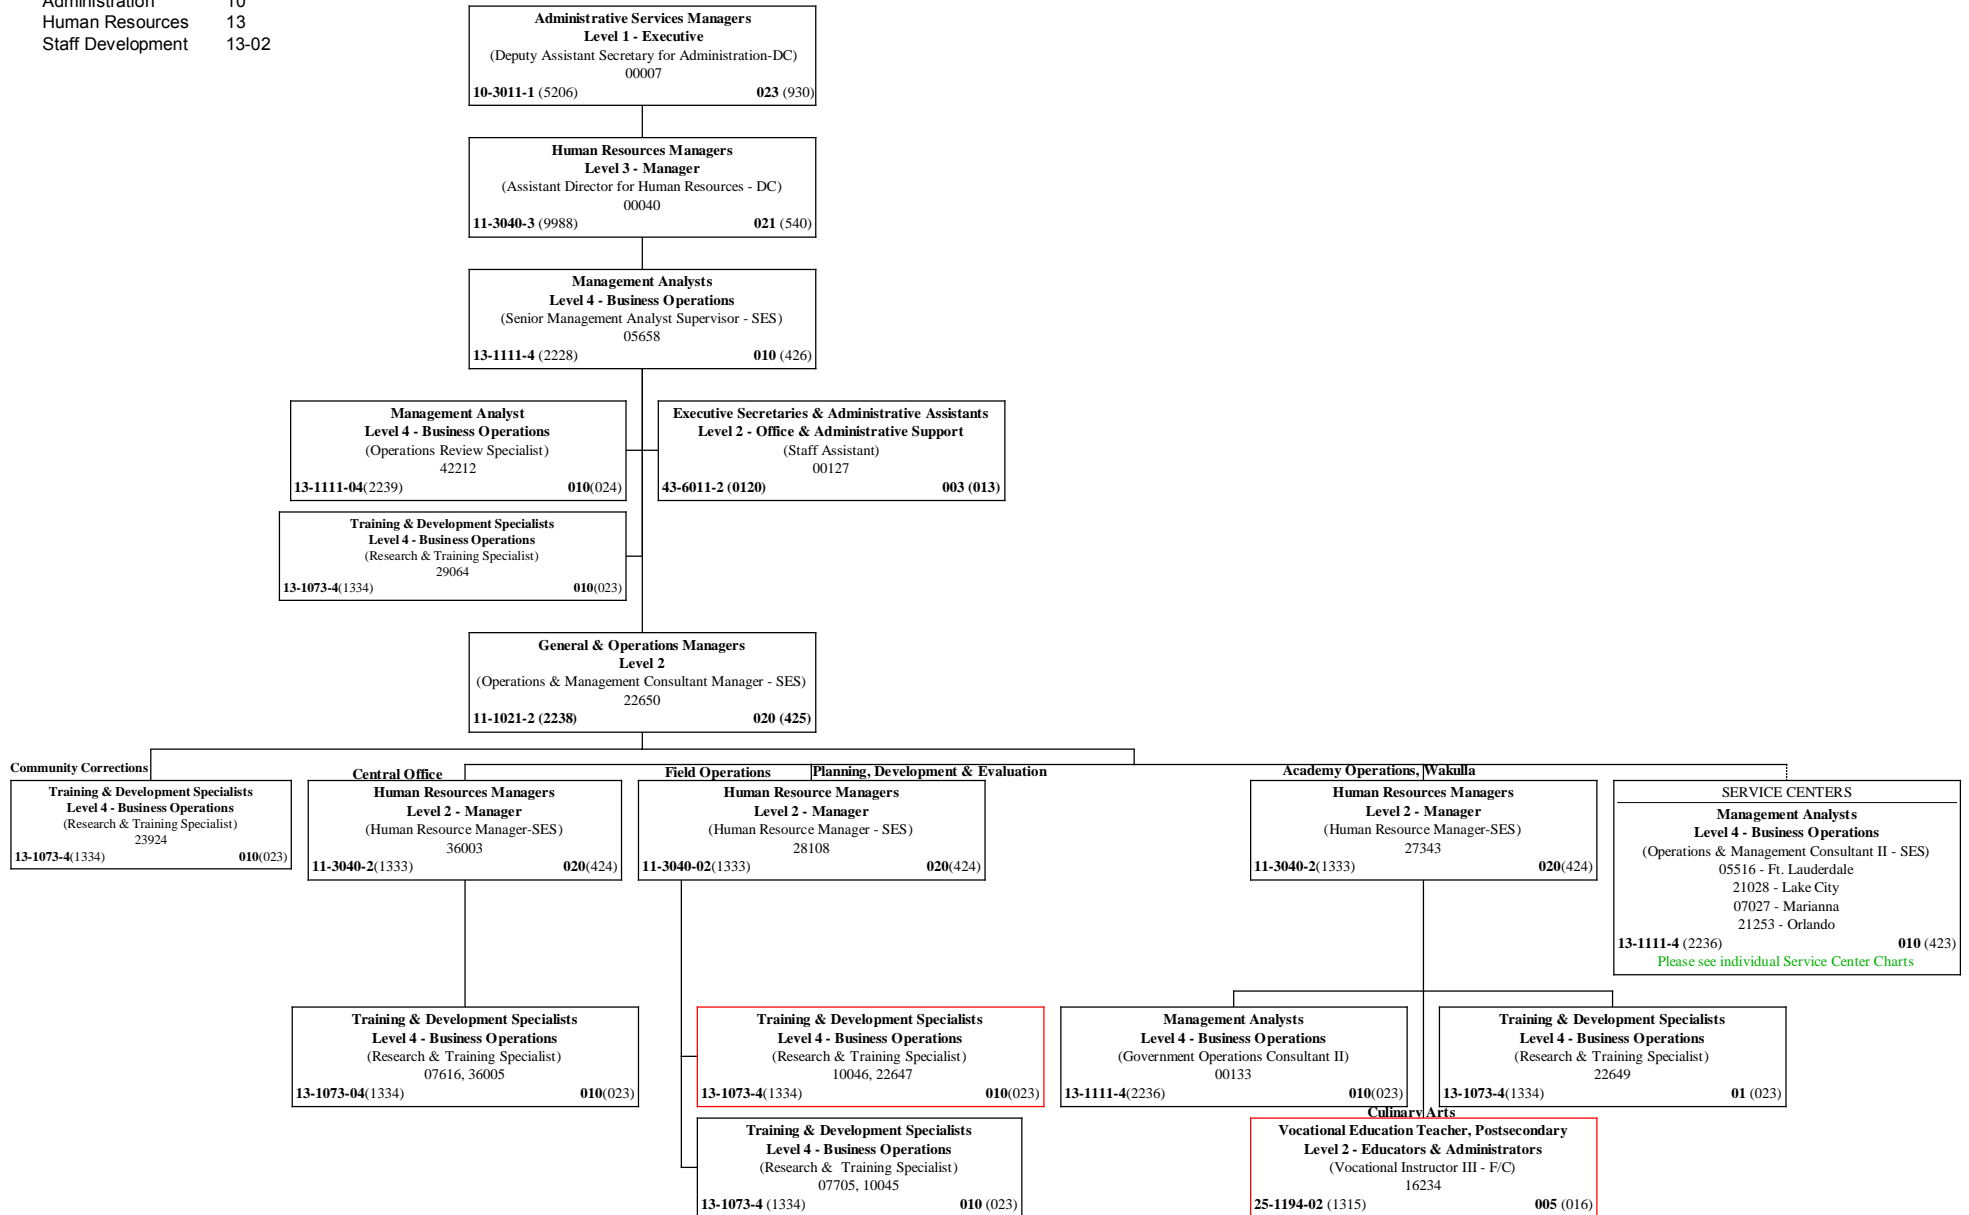 Administration 10
Human Resources 13
Staff Development 13-02
Administrative Services Managers
Level 1 - Executive
(Deputy Assistant Secretary for Administration-DC)
00007
10-3011-1 (5206) 023 (930)
Human Resources Managers
Level 3 - Manager
(Assistant Director for Human Resources - DC)
00040
11-3040-3 (9988) 021 (540)
Management Analysts
Level 4 - Business Operations
(Senior Management Analyst Supervisor - SES)
05658
13-1111-4 (2228) 010 (426)
Management Analyst
Level 4 - Business Operations
(Operations Review Specialist)
42212
13-1111-04(2239) 010(024)
Executive Secretaries & Administrative Assistants
Level 2 - Office & Administrative Support
(Staff Assistant)
00127
43-6011-2 (0120) 003 (013)
Training & Development Specialists
Level 4 - Business Operations
(Research & Training Specialist)
29064
13-1073-4(1334) 010(023)
General & Operations Managers
Level 2
(Operations & Management Consultant Manager - SES)
22650
11-1021-2 (2238) 020 (425)
Community Corrections
Training & Development Specialists
Level 4 - Business Operations
(Research & Training Specialist)
23924
13-1073-4(1334) 010(023)
Central Office
Human Resources Managers
Level 2 - Manager
(Human Resource Manager-SES)
36003
11-3040-2(1333) 020(424)
Field Operations
Planning, Development & Evaluation
Human Resource Managers
Level 2 - Manager
(Human Resource Manager - SES)
28108
11-3040-02(1333) 020(424)
Academy Operations, Wakulla
Human Resources Managers
Level 2 - Manager
(Human Resource Manager-SES)
27343
11-3040-2(1333) 020(424)
SERVICE CENTERS
Management Analysts
Level 4 - Business Operations
(Operations & Management Consultant II - SES)
05516 - Ft. Lauderdale
21028 - Lake City
07027 - Marianna
21253 - Orlando
13-1111-4 (2236) 010 (423)
Please see individual Service Center Charts
Training & Development Specialists
Level 4 - Business Operations
(Research & Training Specialist)
07616, 36005
13-1073-04(1334) 010(023)
Training & Development Specialists
Level 4 - Business Operations
(Research & Training Specialist)
10046, 22647
13-1073-4(1334) 010(023)
Management Analysts
Level 4 - Business Operations
(Government Operations Consultant II)
00133
13-1111-4(2236) 010(023)
Training & Development Specialists
Level 4 - Business Operations
(Research & Training Specialist)
22649
13-1073-4(1334) 01 (023)
Training & Development Specialists
Level 4 - Business Operations
(Research & Training Specialist)
07705, 10045
13-1073-4 (1334) 010 (023)
Culinary Arts
Vocational Education Teacher, Postsecondary
Level 2 - Educators & Administrators
(Vocational Instructor III - F/C)
16234
25-1194-02 (1315) 005 (016)